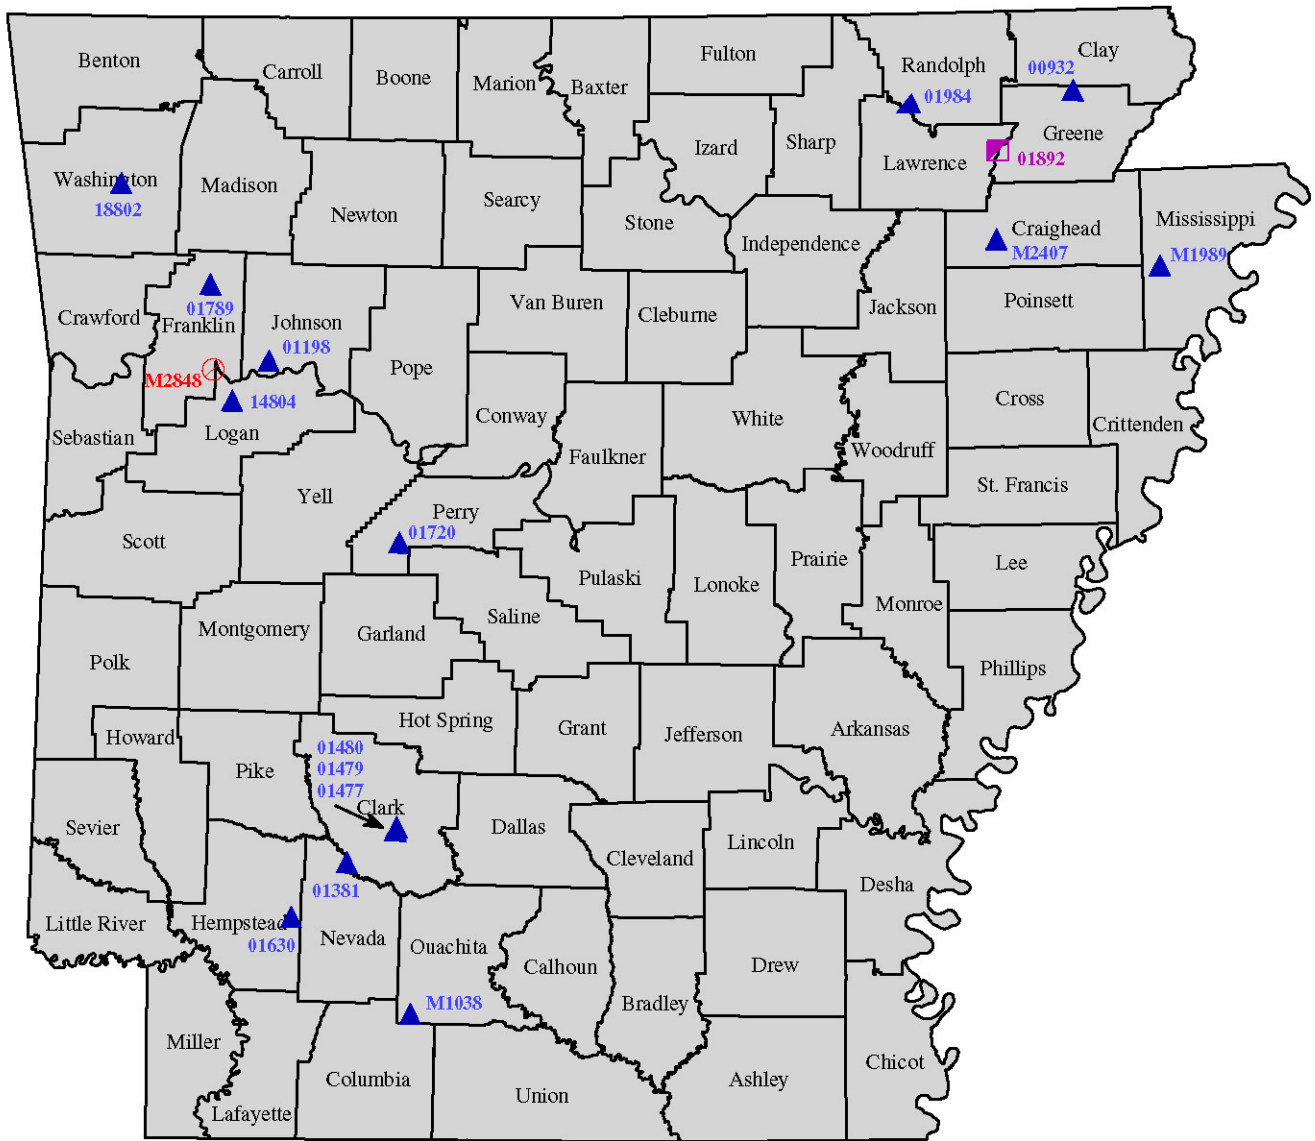 Benton
Carroll
Boone
Marion
Baxter
Fulton
Randolph
Clay
00932
01984
Greene
Izard
Sharp
Lawrence
01892
Washington
18802
Madison
Newton
Searcy
Stone
Independence
Craighead
M2407
Mississippi
M1989
Jackson
Poinsett
Crawford
01789
Franklin
Johnson
01198
Van Buren
Cleburne
Pope
M2848
14804
Logan
Conway
White
Cross
Crittenden
Sebastian
Faulkner
Woodruff
St. Francis
Yell
Scott
Perry
01720
Pulaski
Lonoke
Prairie
Lee
Monroe
Montgomery
Garland
Saline
Polk
Phillips
Hot Spring
Grant
Jefferson
Arkansas
Howard
Pike
01480
01479
01477
Clark
Sevier
Dallas
Cleveland
Lincoln
Desha
01381
Little River
Hempstead
01630
Nevada
Ouachita
Calhoun
Drew
M1038
Bradley
Miller
Chicot
Columbia
Union
Ashley
Lafayette